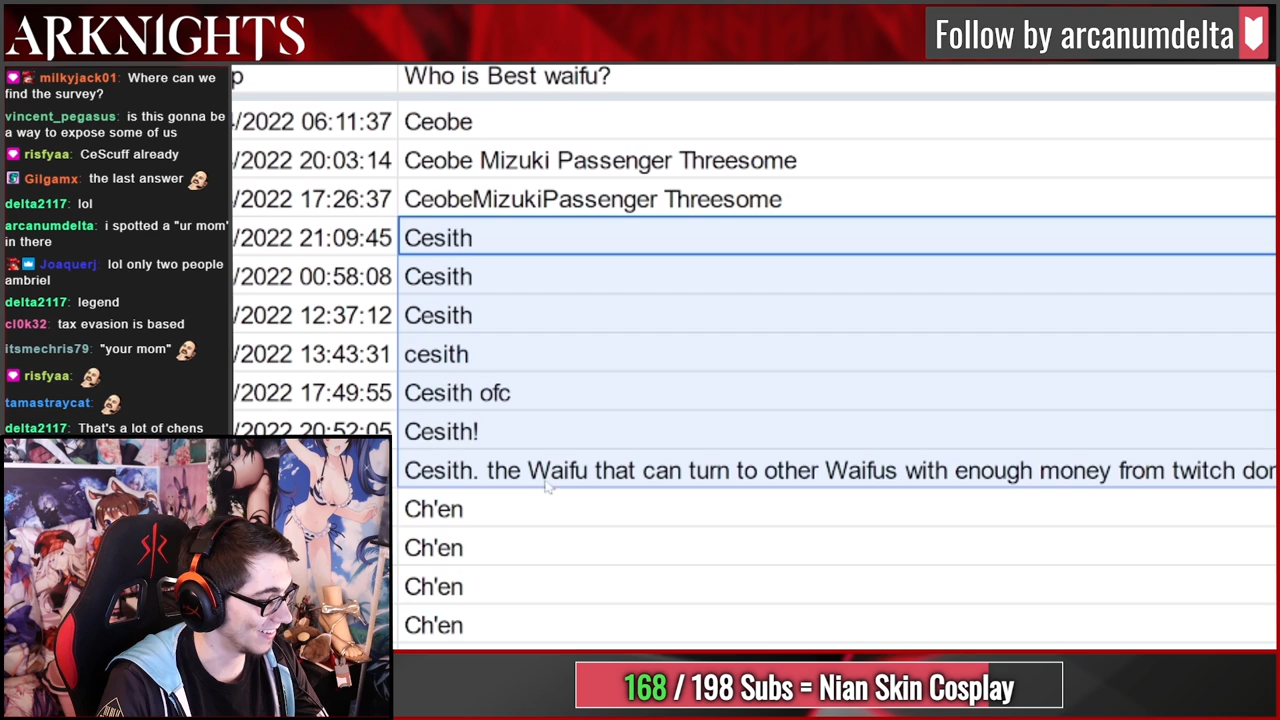 ARKNIGHTS
Follow by arcanumdelta
milkyjack01: Where can we
find the survey?
vincent_pegasus: is this gonna be
a way to expose some of us
risfyaa: CeScuff already
Gilgamx: the last answer
delta2117: lol
arcanumdelta: i spotted a "ur mom"
in there
Joaquerj: lol only two people
ambriel
delta2117: legend
cl0k32: tax evasion is based
itsmechris79: "your mom"
risfyaa:
tamastraycat:
delta2117: That's a lot of chens
p Who is Best waifu?
/2022 06:11:37 Ceobe
/2022 20:03:14 Ceobe Mizuki Passenger Threesome
/2022 17:26:37 CeobeMizukiPassenger Threesome
/2022 21:09:45 Cesith
/2022 00:58:08 Cesith
/2022 12:37:12 Cesith
/2022 13:43:31 cesith
/2022 17:49:55 Cesith ofc
/2022 20:52:05 Cesith!
Cesith. the Waifu that can turn to other Waifus with enough money from twitch don
Ch'en
Ch'en
Ch'en
Ch'en
168 / 198 Subs = Nian Skin Cosplay